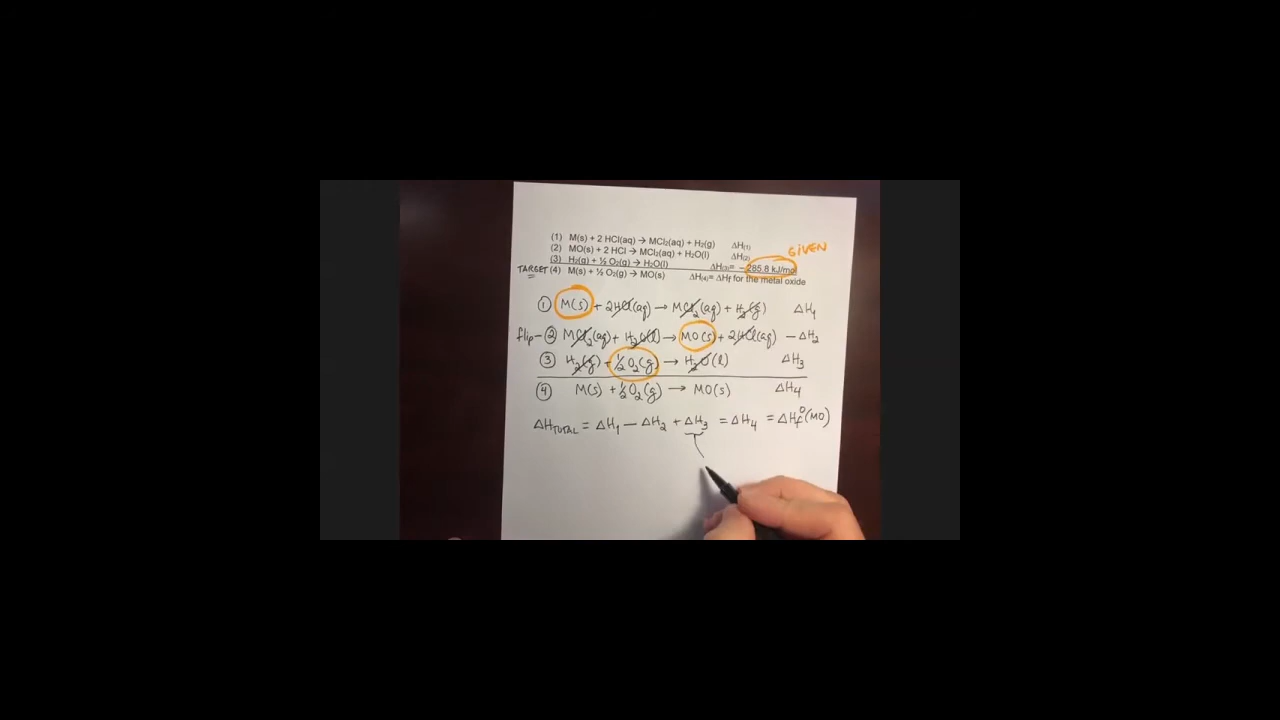 (1) M(s) + 2 HCl(aq) → MCl₂(aq) + H₂(g) ΔH(1)
GIVEN
(2) MO(s) + 2 HCl → MCl₂(aq) + H₂O(l) ΔH(2)
(3) H₂(g) + ½ O₂(g) → H₂O(l) ΔH(3)= −285.8 kJ/mol
TARGET (4) M(s) + ½ O₂(g) → MO(s) ΔH(4)= ΔHf for the metal oxide
① M(s) + 2HCl(aq) → MCl₂(aq) + H₂(g) ΔH₁
flip – ② MCl₂(aq) + H₂O(l) → MO(s) + 2HCl(aq) –ΔH₂
③ H₂(g) + ½O₂(g) → H₂O(l) ΔH₃
④ M(s) + ½O₂(g) → MO(s) ΔH₄
ΔH TOTAL = ΔH₁ – ΔH₂ + ΔH₃ = ΔH₄ = ΔHf⁰(MO)